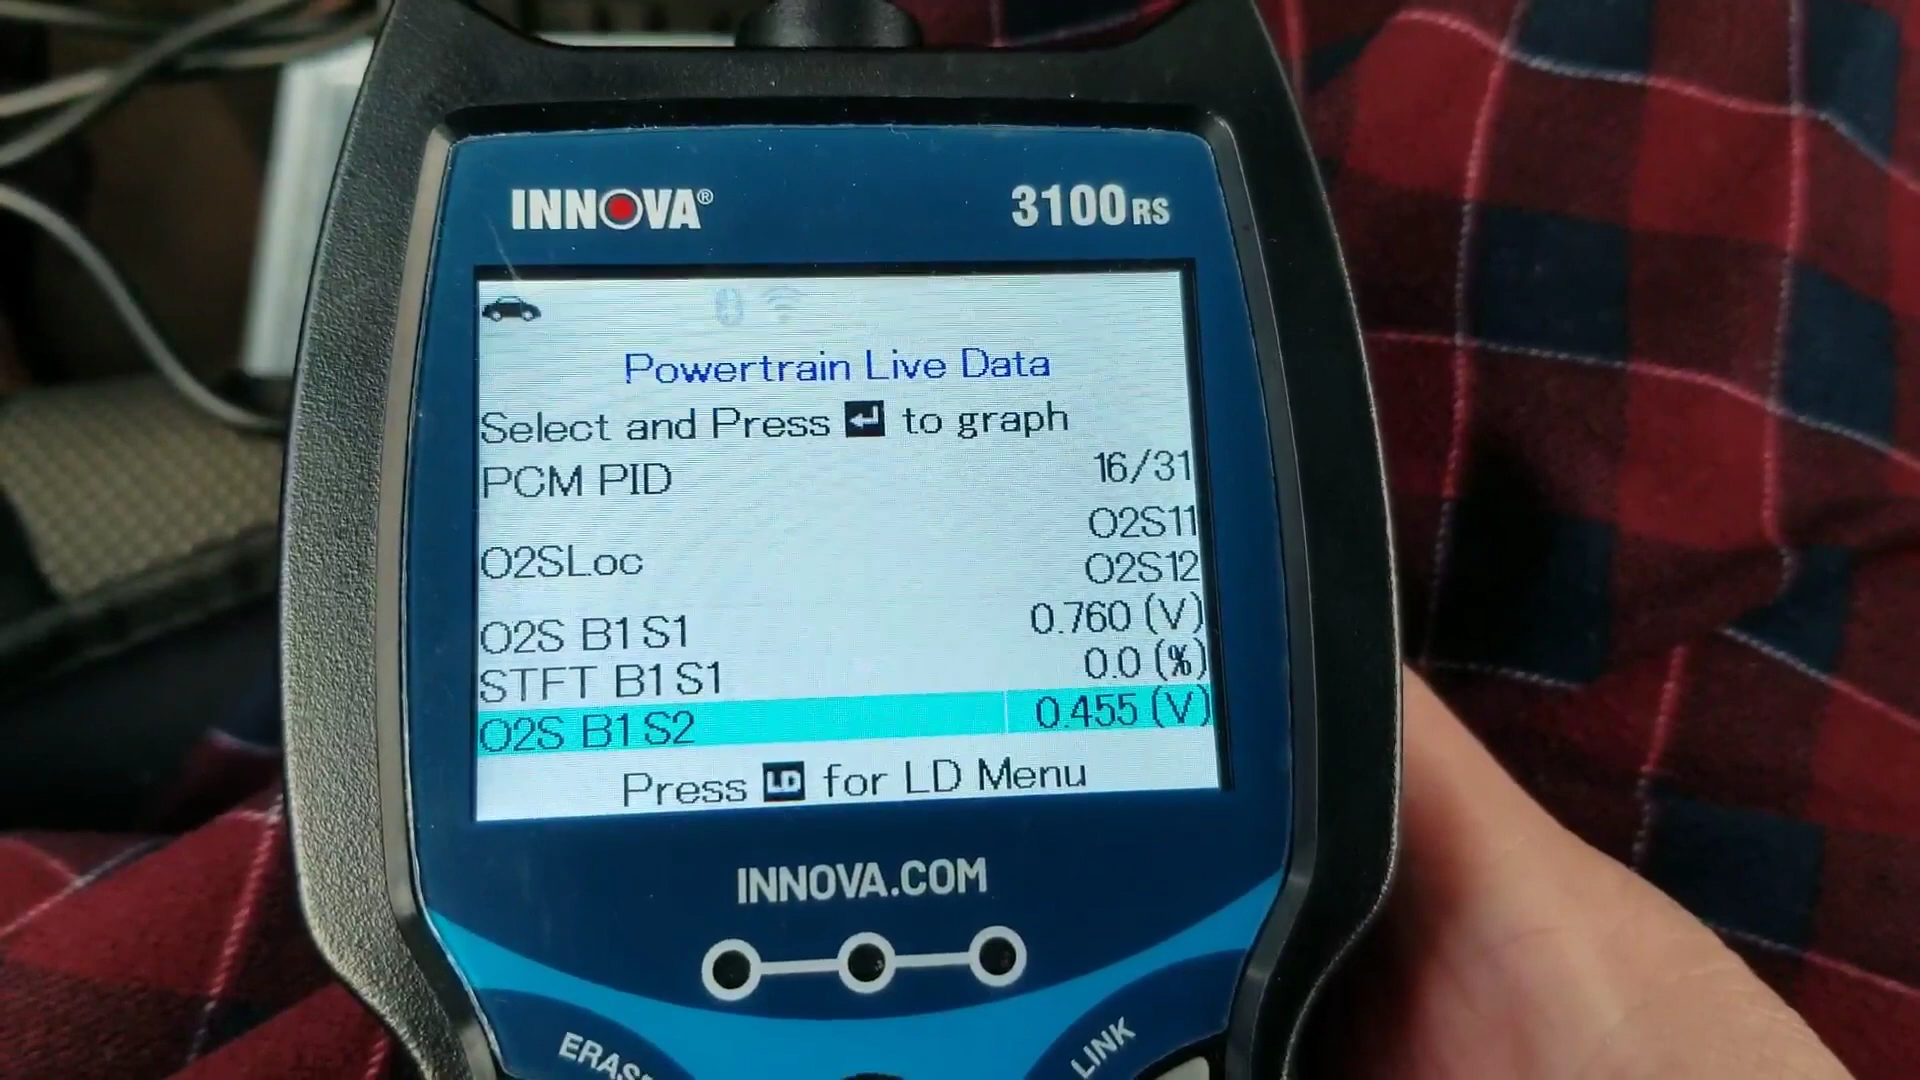 INNOVA® 3100RS
Powertrain Live Data
Select and Press to graph
PCM PID 16/31
O2S11
O2SLoc O2S12
O2S B1 S1 0.760 (V)
STFT B1 S1 0.0 (%)
O2S B1 S2 0.455 (V)
Press LD for LD Menu
INNOVA.COM
LINK